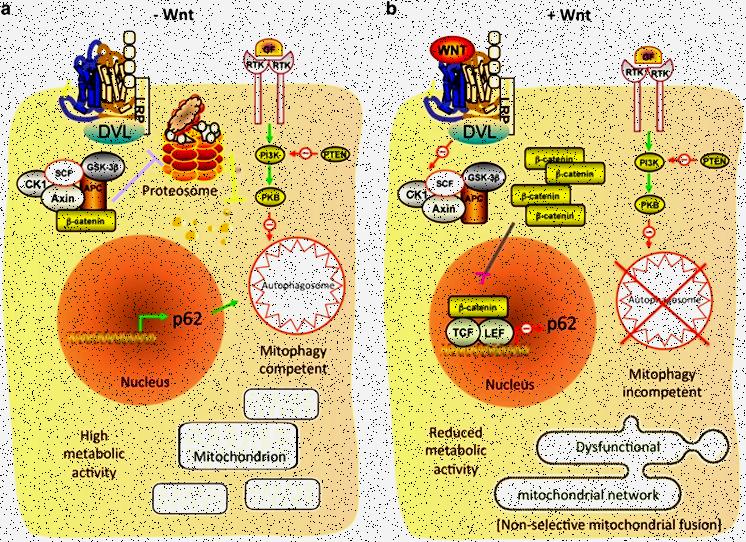 a
- Wnt
GF
RTK RTK
LRP
DVL
PI3K
PTEN
SCF
GSK-3β
CK1
APC
Axin
β-catenin
Proteosome
PKB
Autophagosome
p62
Nucleus
Mitophagy
competent
High
metabolic
activity
Mitochondrion
b
+ Wnt
WNT
GF
RTK RTK
LRP
DVL
PI3K
PTEN
β-catenin
β-catenin
β-catenin
β-catenin
SCF
GSK-3β
CK1
APC
Axin
PKB
Autophagosome
β-catenin
TCF
LEF
p62
Nucleus
Mitophagy
incompetent
Reduced
metabolic
activity
Dysfunctional
mitochondrial network
[Non-selective mitochondrial fusion]